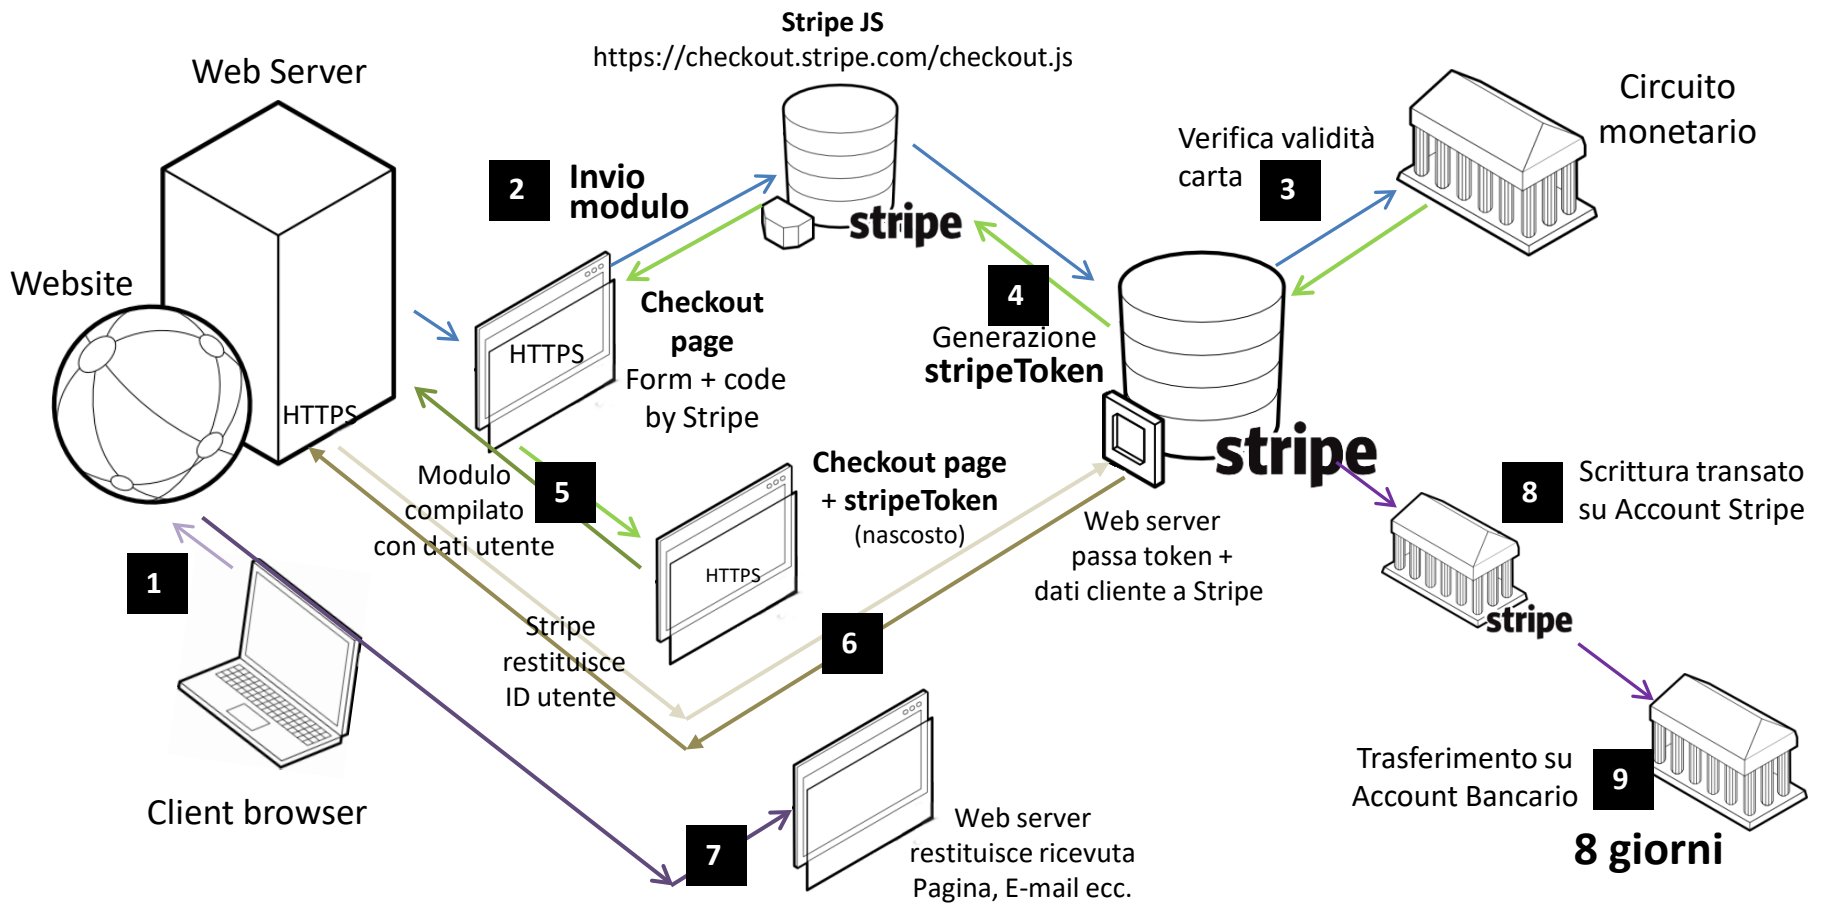 Stripe JS
https://checkout.stripe.com/checkout.js
Web Server
Circuito
monetario
Verifica validità
carta
3
2
Invio
modulo
stripe
Website
HTTPS
Checkout
page
Form + code
by Stripe
HTTPS
4
Generazione
stripeToken
stripe
Modulo
compilato
con dati utente
5
Checkout page
+ stripeToken
(nascosto)
HTTPS
Web server
passa token +
dati cliente a Stripe
8
Scrittura transato
su Account Stripe
stripe
1
Stripe
restituisce
ID utente
6
Client browser
7
Web server
restituisce ricevuta
Pagina, E-mail ecc.
Trasferimento su
Account Bancario
9
8 giorni